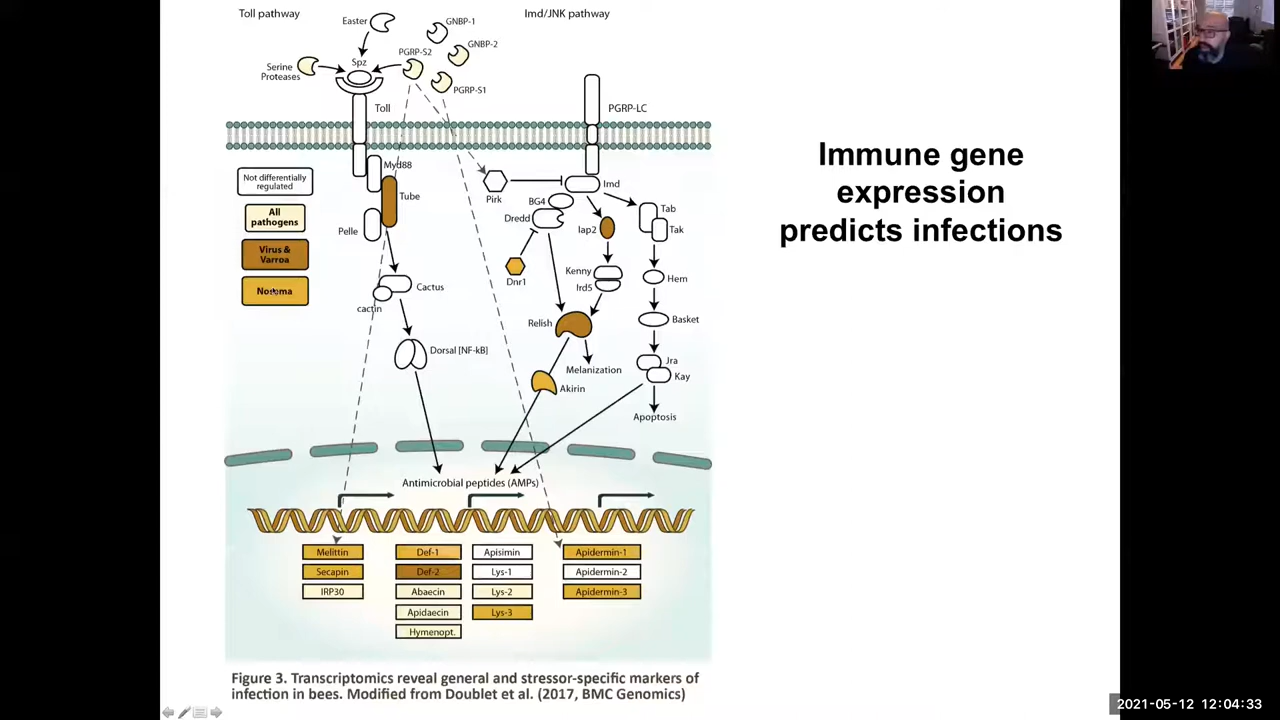 Toll pathway
Imd/JNK pathway
Easter
GNBP-1
GNBP-2
PGRP-S2
Spz
Serine
Proteases
PGRP-S1
Toll
PGRP-LC
Myd88
Not differentially
regulated
Tube
Pirk
Imd
BG4
Tab
All
pathogens
Dredd
Pelle
Iap2
Tak
Virus &
Varroa
Kenny
Dnr1
Ird5
Hem
Nosema
Cactus
cactin
Relish
Basket
Dorsal [NF-kB]
Melanization
Jra
Kay
Akirin
Apoptosis
Antimicrobial peptides (AMPs)
Melittin
Def-1
Apisimin
Apidermin-1
Secapin
Def-2
Lys-1
Apidermin-2
IRP30
Abaecin
Lys-2
Apidermin-3
Apidaecin
Lys-3
Hymenopt.
Figure 3. Transcriptomics reveal general and stressor-specific markers of
infection in bees. Modified from Doublet et al. (2017, BMC Genomics)
Immune gene
expression
predicts infections
2021-05-12 12:04:33